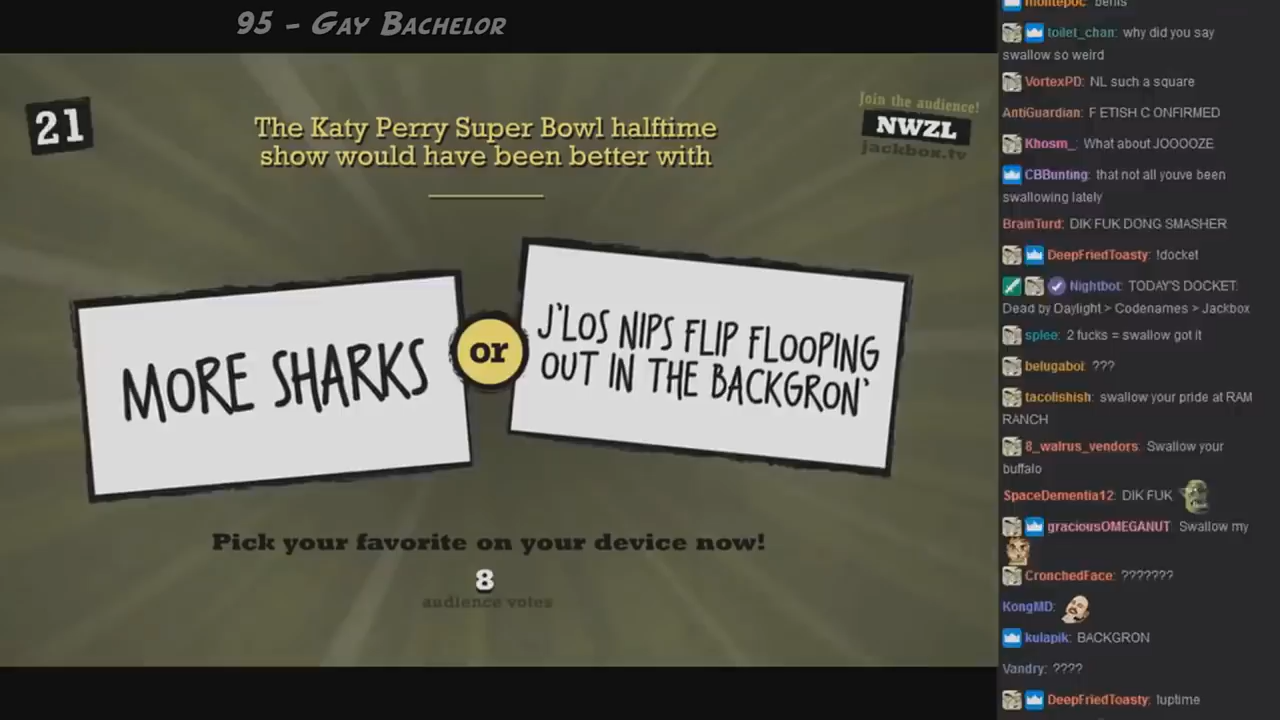 95 - Gay Bachelor
21
The Katy Perry Super Bowl halftime
show would have been better with
Join the audience!
NWZL
jackbox.tv
MORE SHARKS
or
J'LOS NIPS FLIP FLOOPING
OUT IN THE BACKGRON'
Pick your favorite on your device now!
8
audience votes
toilet_chan: why did you say
swallow so weird
VortexPD: NL such a square
AntiGuardian: F ETISH C ONFIRMED
Khosm_: What about JOOOOZE
CBBunting: that not all youve been
swallowing lately
BrainTurd: DIK FUK DONG SMASHER
DeepFriedToasty: !docket
Nightbot: TODAY'S DOCKET:
Dead by Daylight > Codenames > Jackbox
splee: 2 fucks = swallow got it
belugaboi: ???
tacolishish: swallow your pride at RAM
RANCH
8_walrus_vendors: Swallow your
buffalo
SpaceDementia12: DIK FUK
graciousOMEGANUT: Swallow my
CronchedFace: ???????
KongMD:
kulapik: BACKGRON
Vandry: ????
DeepFriedToasty: !uptime